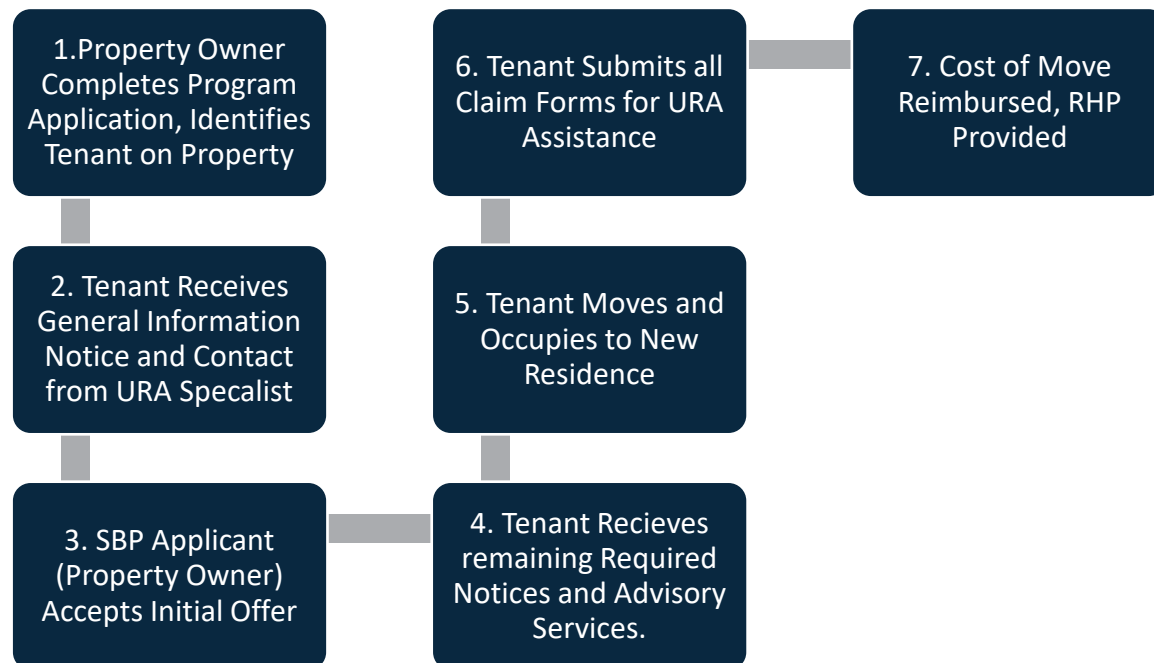 1.Property Owner
Completes Program
Application, Identifies
Tenant on Property
2. Tenant Receives
General Information
Notice and Contact
from URA Specalist
3. SBP Applicant
(Property Owner)
Accepts Initial Offer
4. Tenant Recieves
remaining Required
Notices and Advisory
Services.
5. Tenant Moves and
Occupies to New
Residence
6. Tenant Submits all
Claim Forms for URA
Assistance
7. Cost of Move
Reimbursed, RHP
Provided